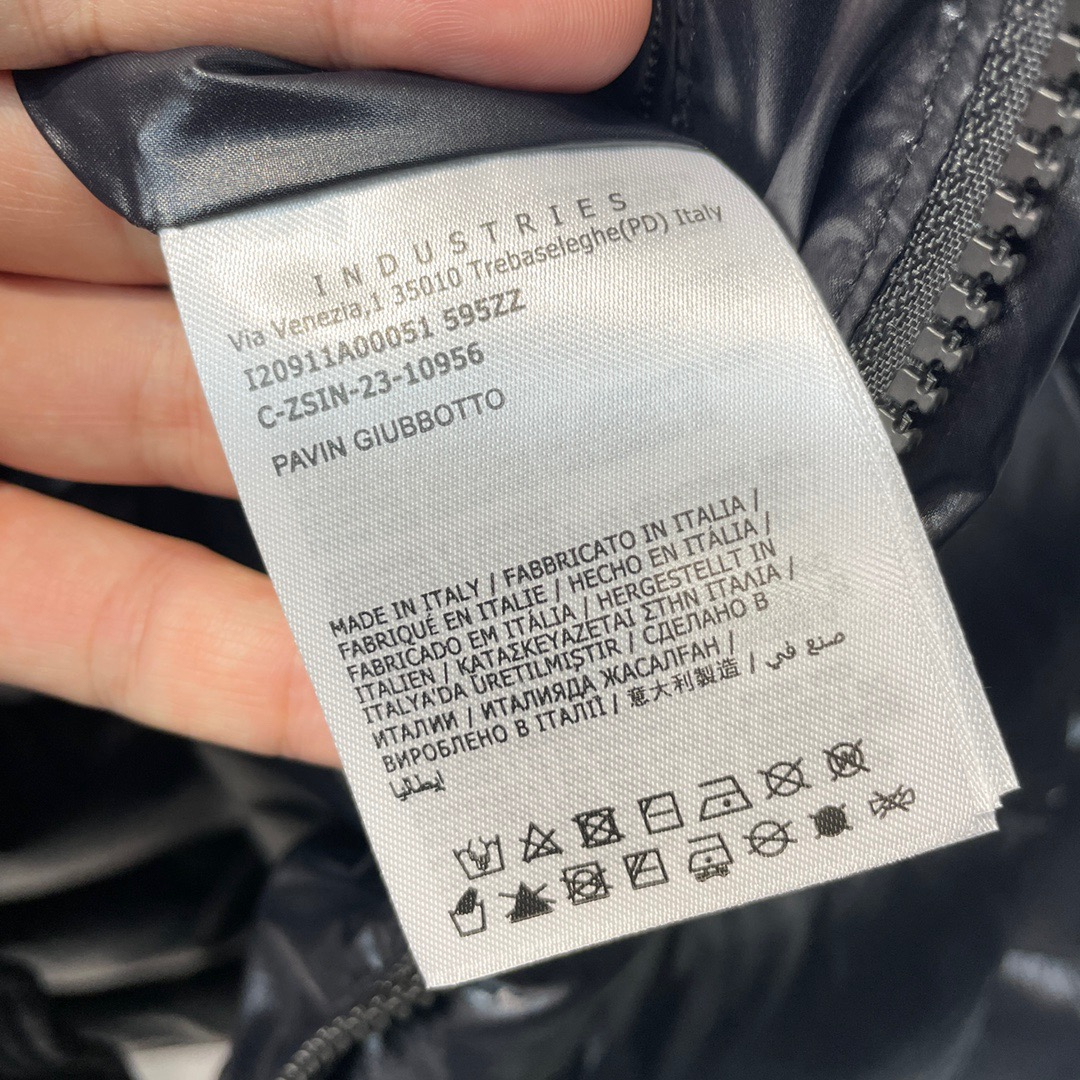 INDUSTRIES
Via Venezia,1 35010 Trebaseleghe(PD) Italy
I20911A00051 595ZZ
C-ZSIN-23-10956
PAVIN GIUBBOTTO
MADE IN ITALY / FABBRICATO IN ITALIA /
FABRIQUÉ EN ITALIE / HECHO EN ITÁLIA /
FABRICADO EM ITÁLIA / HERGESTELLT IN
ITALIEN / ΚΑΤΑΣΚΕΥΑΖΕΤΑΙ ΣΤΗΝ ΙΤΑΛΙΑ /
ITALYA'DA ÜRETILMIŞTIR / СДЕЛАНО В
ИТАЛИИ / ИТАЛИЯДА ЖАСАЛҒАН /
ВИРОБЛЕНО В ІТАЛІЇ / 意大利製造 / صنع في
إيطاليا